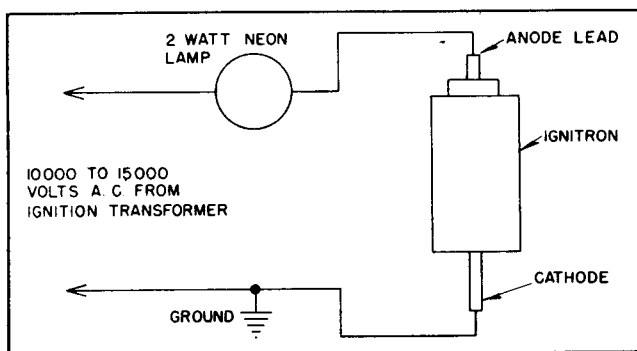 2 WATT NEON
LAMP
ANODE LEAD
IGNITRON
10000 TO 15000
VOLTS A. C. FROM
IGNITION TRANSFORMER
CATHODE
GROUND